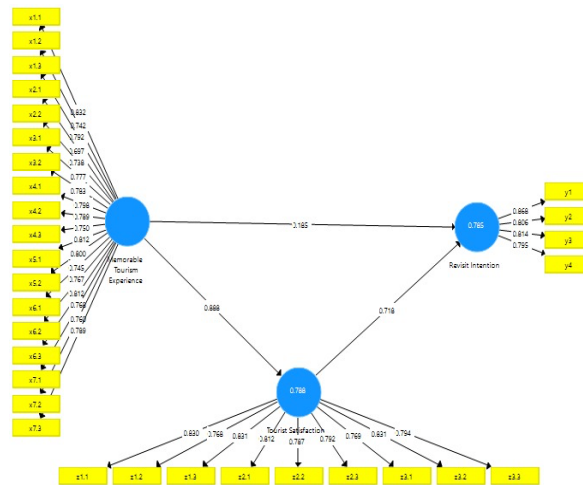 x1.1
x1.2
x1.3
x2.1
x2.2
x3.1
x3.2
x4.1
x4.2
x4.3
x5.1
x5.2
x6.1
x6.2
x6.3
x7.1
x7.2
x7.3
0.832
0.742
0.792
0.697
0.738
0.777
0.783
0.798
0.789
0.750
0.812
0.800
0.745
0.767
0.812
0.768
0.760
0.789
Memorable
Tourism
Experience
0.185
0.888
0.718
0.785
Revisit Intention
0.868
0.806
0.814
0.795
y1
y2
y3
y4
0.788
Tourist Satisfaction
0.830
0.768
0.831
0.812
0.787
0.792
0.769
0.831
0.794
z1.1
z1.2
z1.3
z2.1
z2.2
z2.3
z3.1
z3.2
z3.3